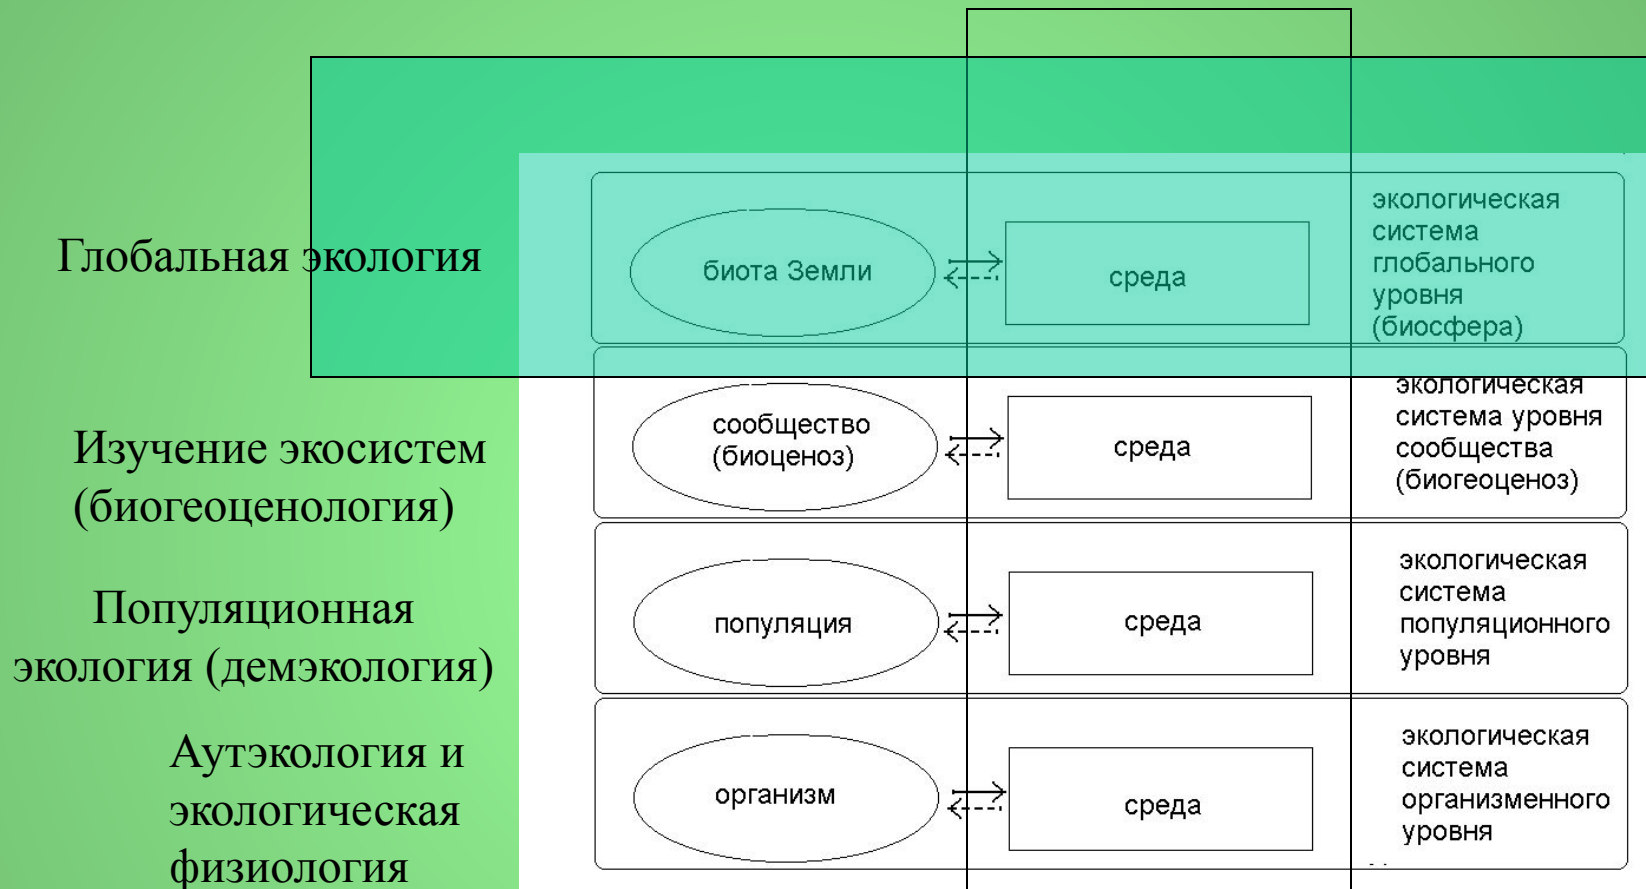 Глобальная экология
биота Земли
среда
экологическая
система
глобального
уровня
(биосфера)
Изучение экосистем
(биогеоценология)
сообщество
(биоценоз)
среда
экологическая
система уровня
сообщества
(биогеоценоз)
Популяционная
экология (демэкология)
популяция
среда
экологическая
система
популяционного
уровня
Аутэкология и
экологическая
физиология
организм
среда
экологическая
система
организменного
уровня